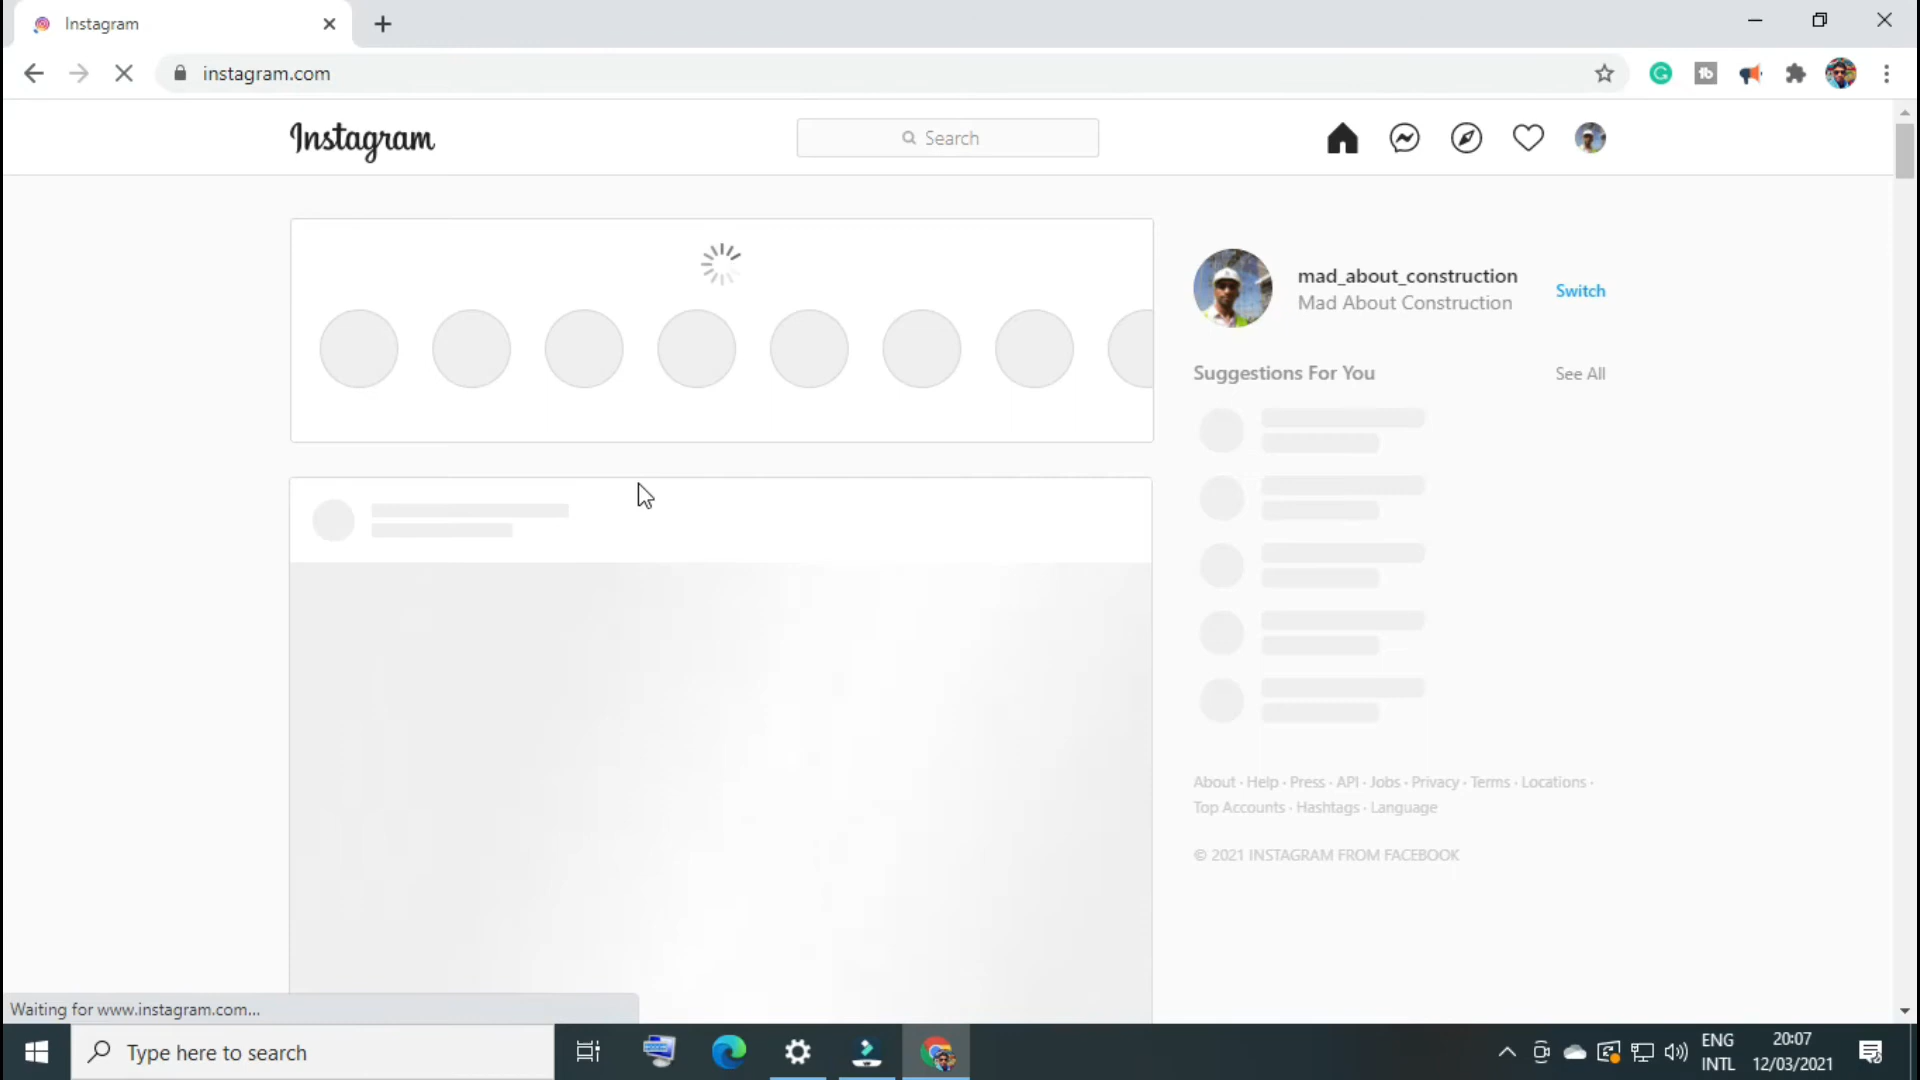 Instagram
instagram.com
Instagram
Search
mad_about_construction
Mad About Construction
Switch
Suggestions For You
See All
About · Help · Press · API · Jobs · Privacy · Terms · Locations ·
Top Accounts · Hashtags · Language
© 2021 INSTAGRAM FROM FACEBOOK
Waiting for www.instagram.com...
Type here to search
ENG
INTL
20:07
12/03/2021